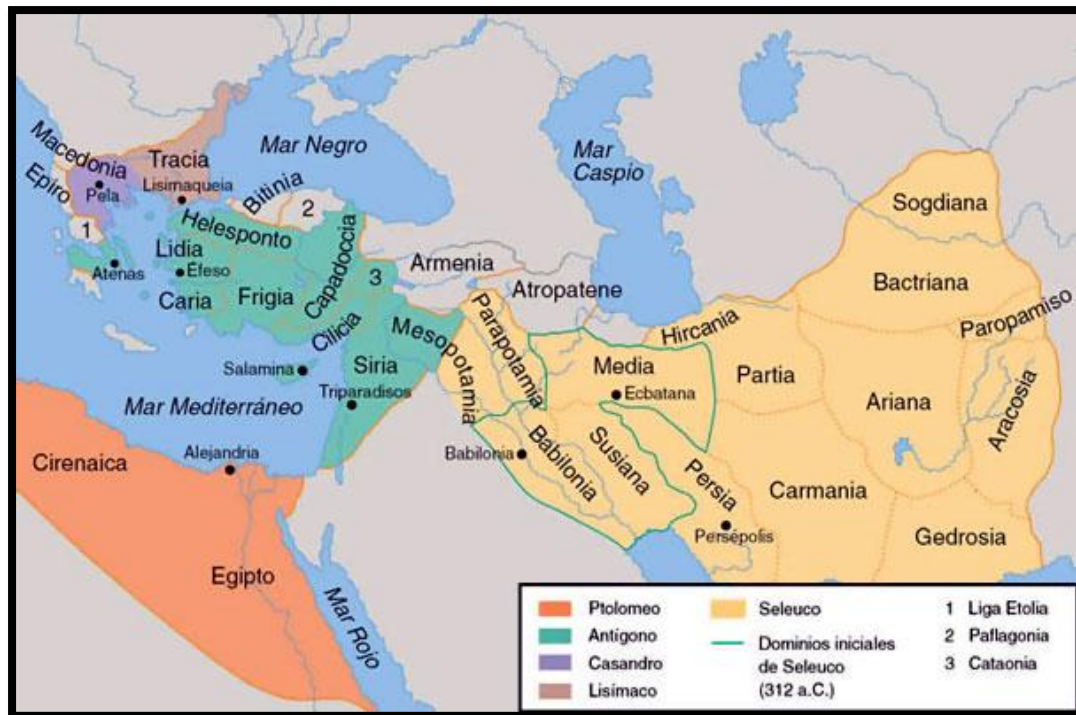 Mar Negro
Mar
Caspio
Macedonia
Tracia
Lisimaqueia
Epiro
Pela
Bitinia
2
1
Helesponto
Lidia
Atenas
Éfeso
Capadoccia
3
Armenia
Atropatene
Caria
Frigia
Cilicia
Mesopotamia
Parapotamia
Hircania
Sogdiana
Bactriana
Paropamiso
Media
Ecbatana
Partia
Ariana
Aracosia
Salamina
Siria
Triparadisos
Mar Mediterráneo
Alejandria
Cirenaica
Babilonia
Babilonia
Susiana
Persia
Persépolis
Carmania
Gedrosia
Egipto
Mar Rojo
Ptolomeo
Antígono
Casandro
Lisímaco
Seleuco
Dominios iniciales
de Seleuco
(312 a.C.)
1 Liga Etolia
2 Paflagonia
3 Cataonia